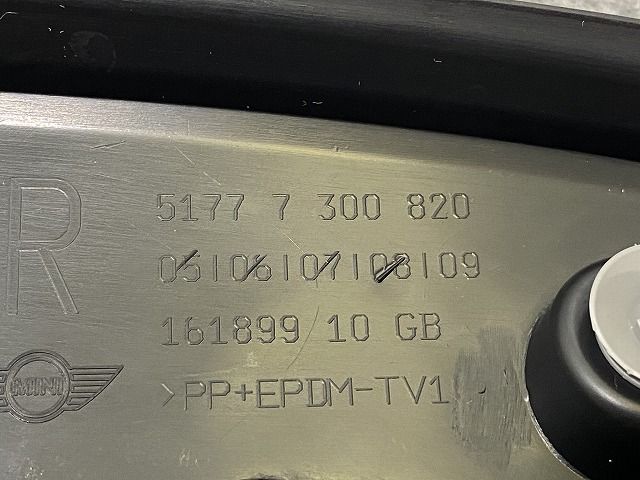 R
5177 7 300 820
05|06|07|08|09
161899 10 GB
MINI
>PP+EPDM-TV1